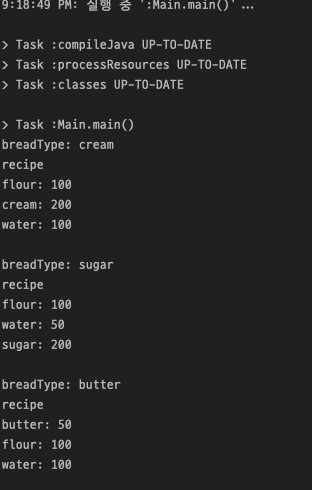 9:18:49 PM: 실행 중 ':Main.main()'...
> Task :compileJava UP-TO-DATE
> Task :processResources UP-TO-DATE
> Task :classes UP-TO-DATE
> Task :Main.main()
breadType: cream
recipe
flour: 100
cream: 200
water: 100
breadType: sugar
recipe
flour: 100
water: 50
sugar: 200
breadType: butter
recipe
butter: 50
flour: 100
water: 100